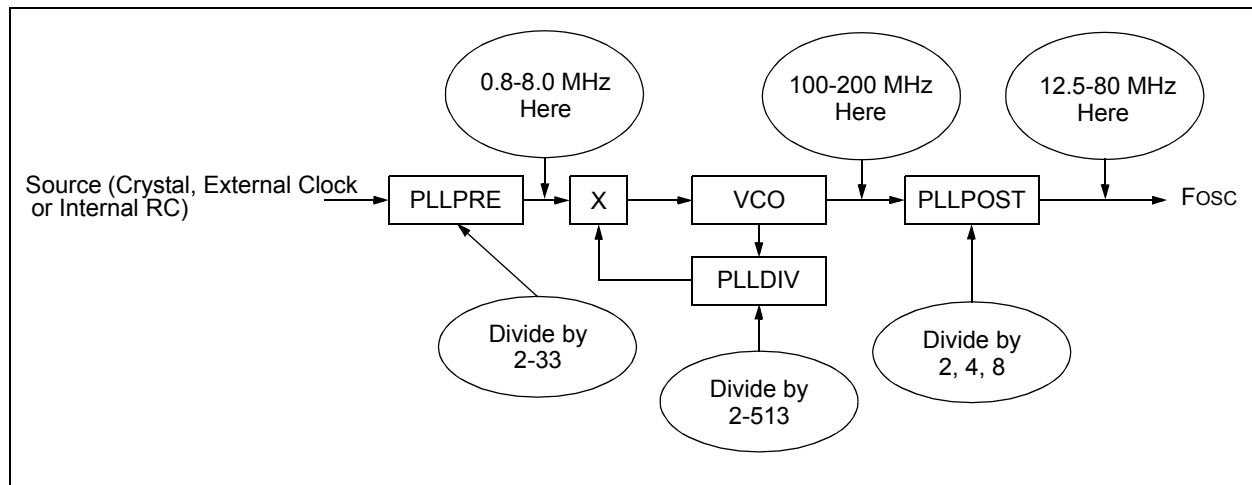 0.8-8.0 MHz
Here
100-200 MHz
Here
12.5-80 MHz
Here
Source (Crystal, External Clock
or Internal RC)
PLLPRE
X
VCO
PLLPOST
FOSC
PLLDIV
Divide by
2-33
Divide by
2-513
Divide by
2, 4, 8